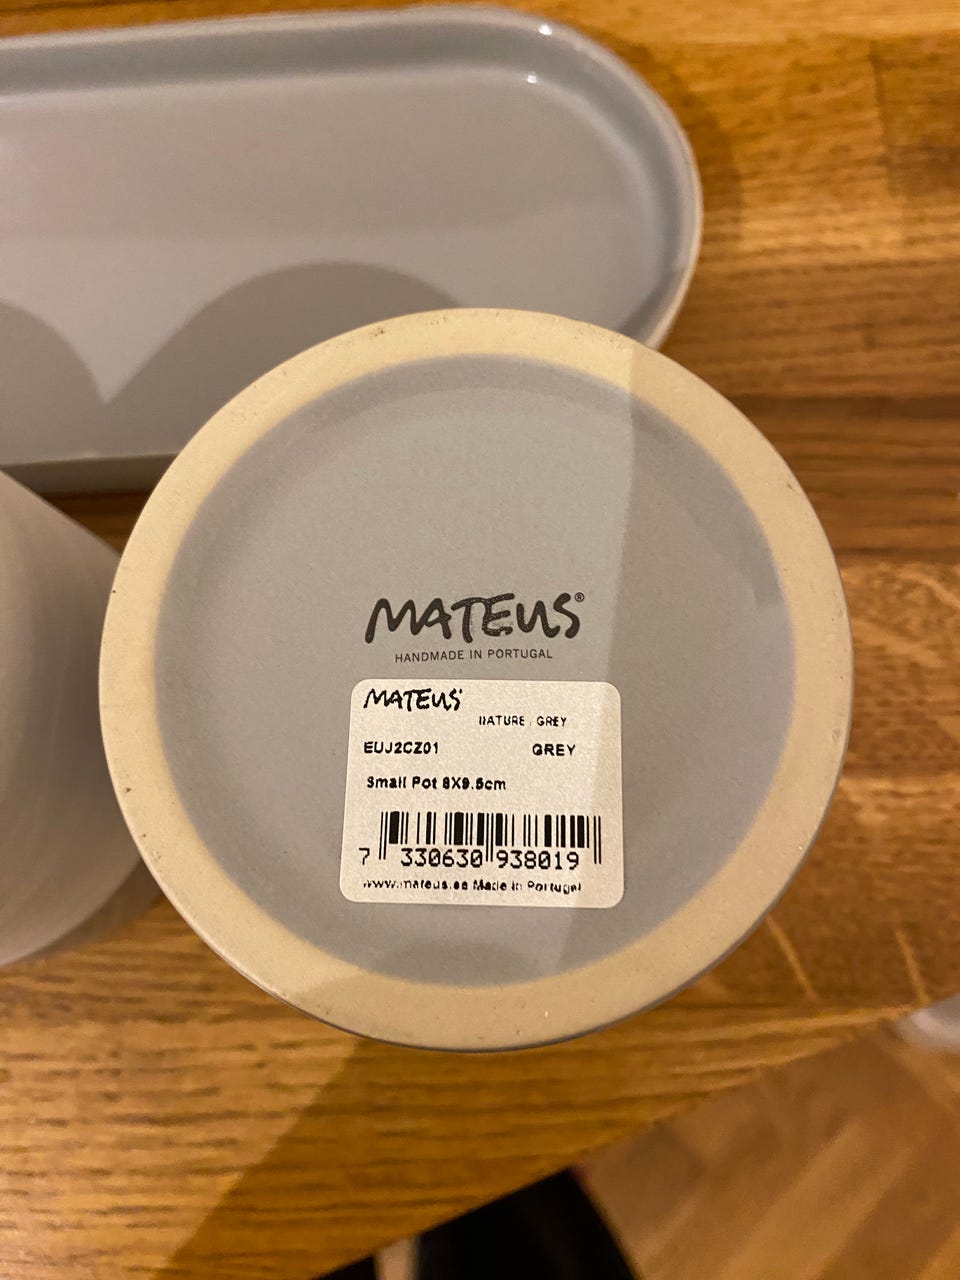 MATEUS®
HANDMADE IN PORTUGAL
MATEUS
NATURE . GREY
EUJ2CZ01 GREY
Small Pot 8X9.5cm
7 330630 938019
www.mateus.se Made in Portugal